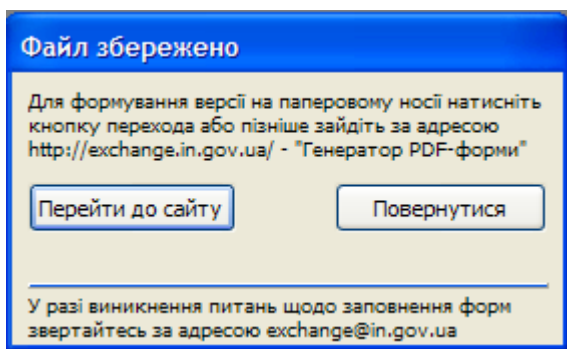 Файл збережено
Для формування версії на паперовому носії натисніть
кнопку перехода або пізніше зайдіть за адресою
http://exchange.in.gov.ua/ - "Генератор PDF-форми"
Перейти до сайту
Повернутися
У разі виникнення питань щодо заповнення форм
звертайтесь за адресою exchange@in.gov.ua